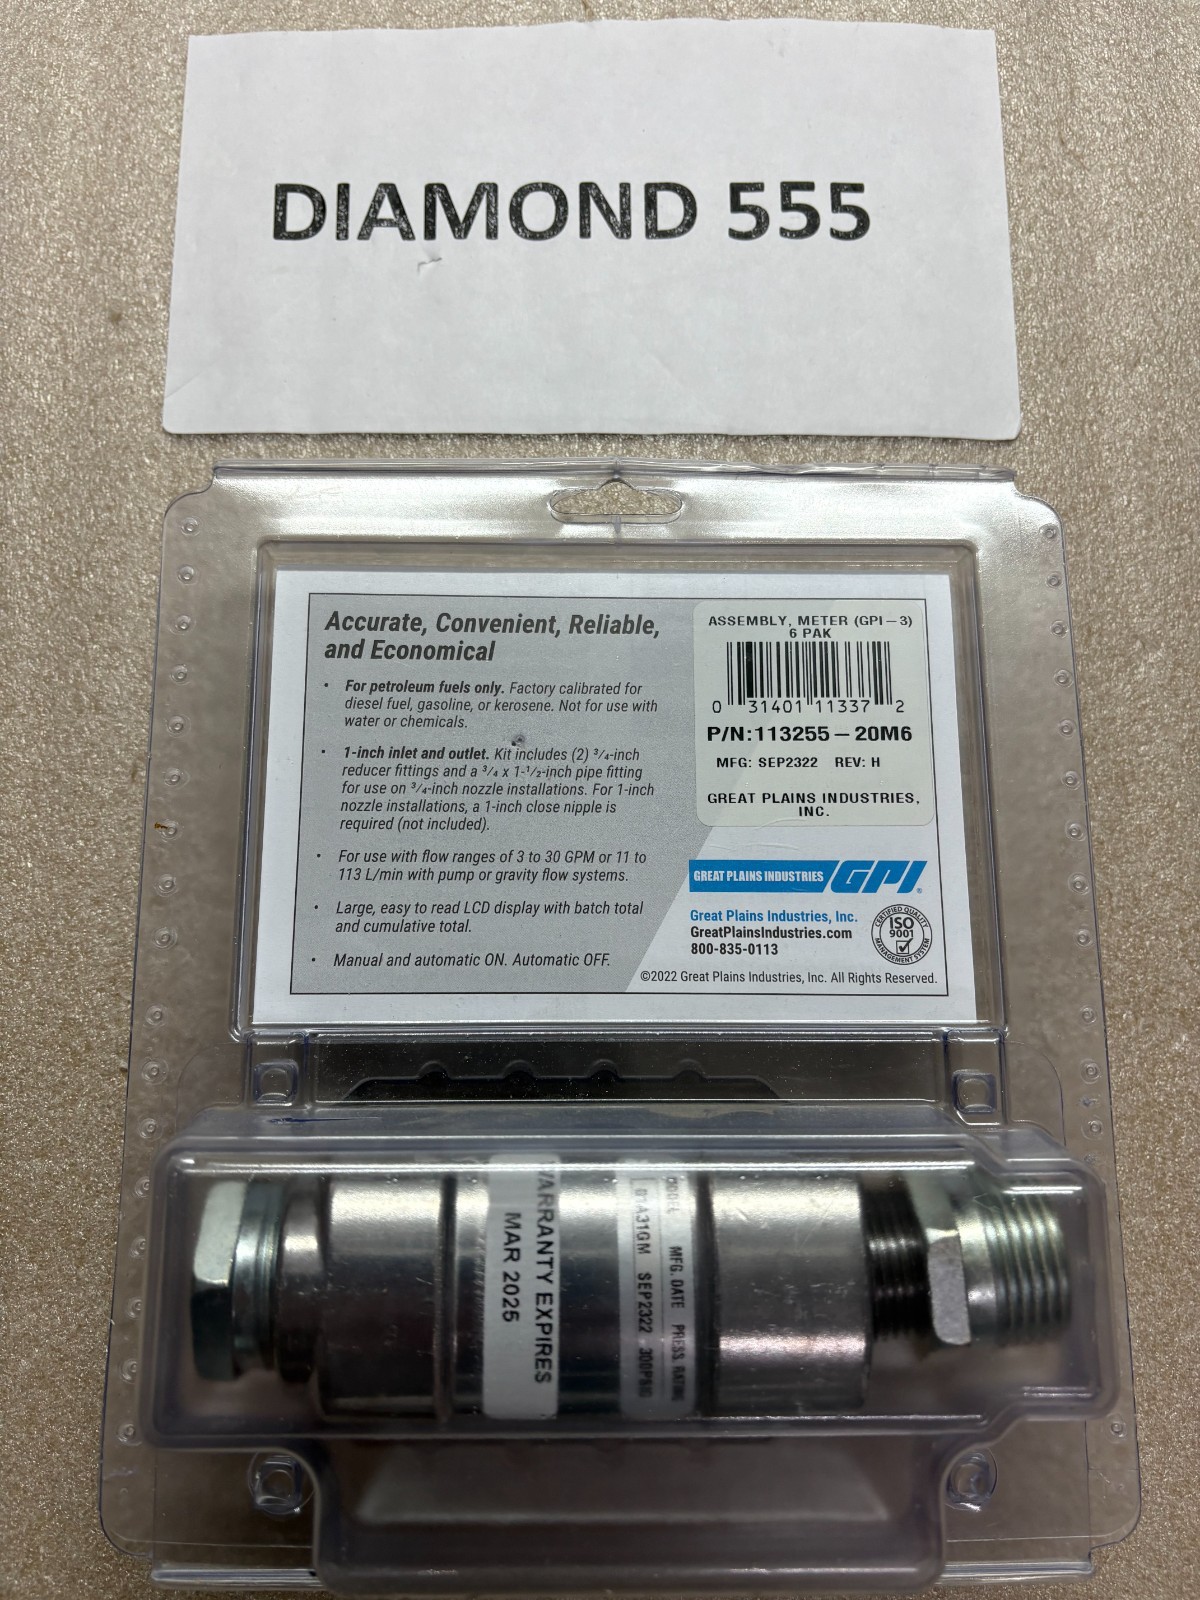 DIAMOND 555
Accurate, Convenient, Reliable,
and Economical
• For petroleum fuels only. Factory calibrated for
diesel fuel, gasoline, or kerosene. Not for use with
water or chemicals.
• 1-inch inlet and outlet. Kit includes (2) 3/4-inch
reducer fittings and a 3/4 x 1-1/2-inch pipe fitting
for use on 3/4-inch nozzle installations. For 1-inch
nozzle installations, a 1-inch close nipple is
required (not included).
• For use with flow ranges of 3 to 30 GPM or 11 to
113 L/min with pump or gravity flow systems.
• Large, easy to read LCD display with batch total
and cumulative total.
• Manual and automatic ON. Automatic OFF.
ASSEMBLY, METER (GPI-3)
6 PAK
0 31401 11337 2
P/N:113255-20M6
MFG: SEP2322 REV: H
GREAT PLAINS INDUSTRIES,
INC.
GREAT PLAINS INDUSTRIES GPI®
Great Plains Industries, Inc.
GreatPlainsIndustries.com
800-835-0113
CERTIFIED QUALITY
ISO
9001
MANAGEMENT SYSTEM
©2022 Great Plains Industries, Inc. All Rights Reserved.
WARRANTY EXPIRES
MAR 2025
MODEL MFG. DATE PRESS. RATING
SEP2322 300PSIG